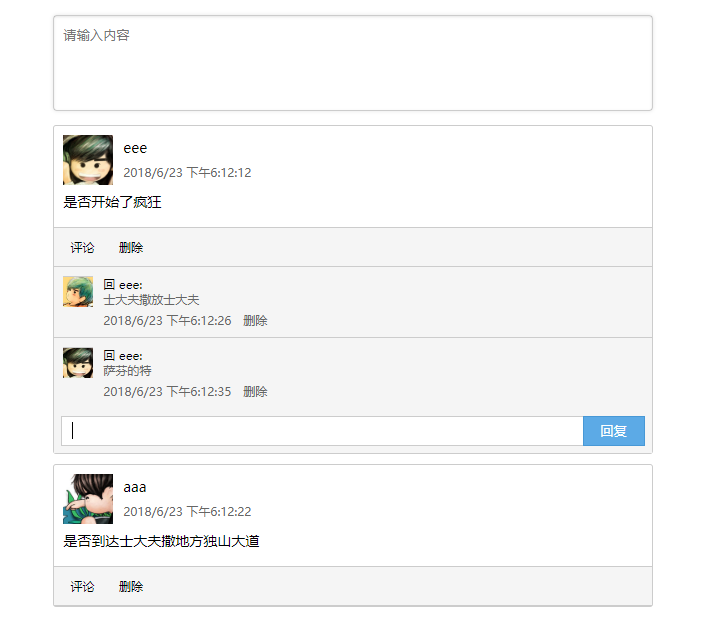 请输入内容
eee
2018/6/23 下午6:12:12
是否开始了疯狂
评论 删除
回 eee:
士大夫撒放士大夫
2018/6/23 下午6:12:26 删除
回 eee:
萨芬的特
2018/6/23 下午6:12:35 删除
回复
aaa
2018/6/23 下午6:12:22
是否到达士大夫撒地方独山大道
评论 删除